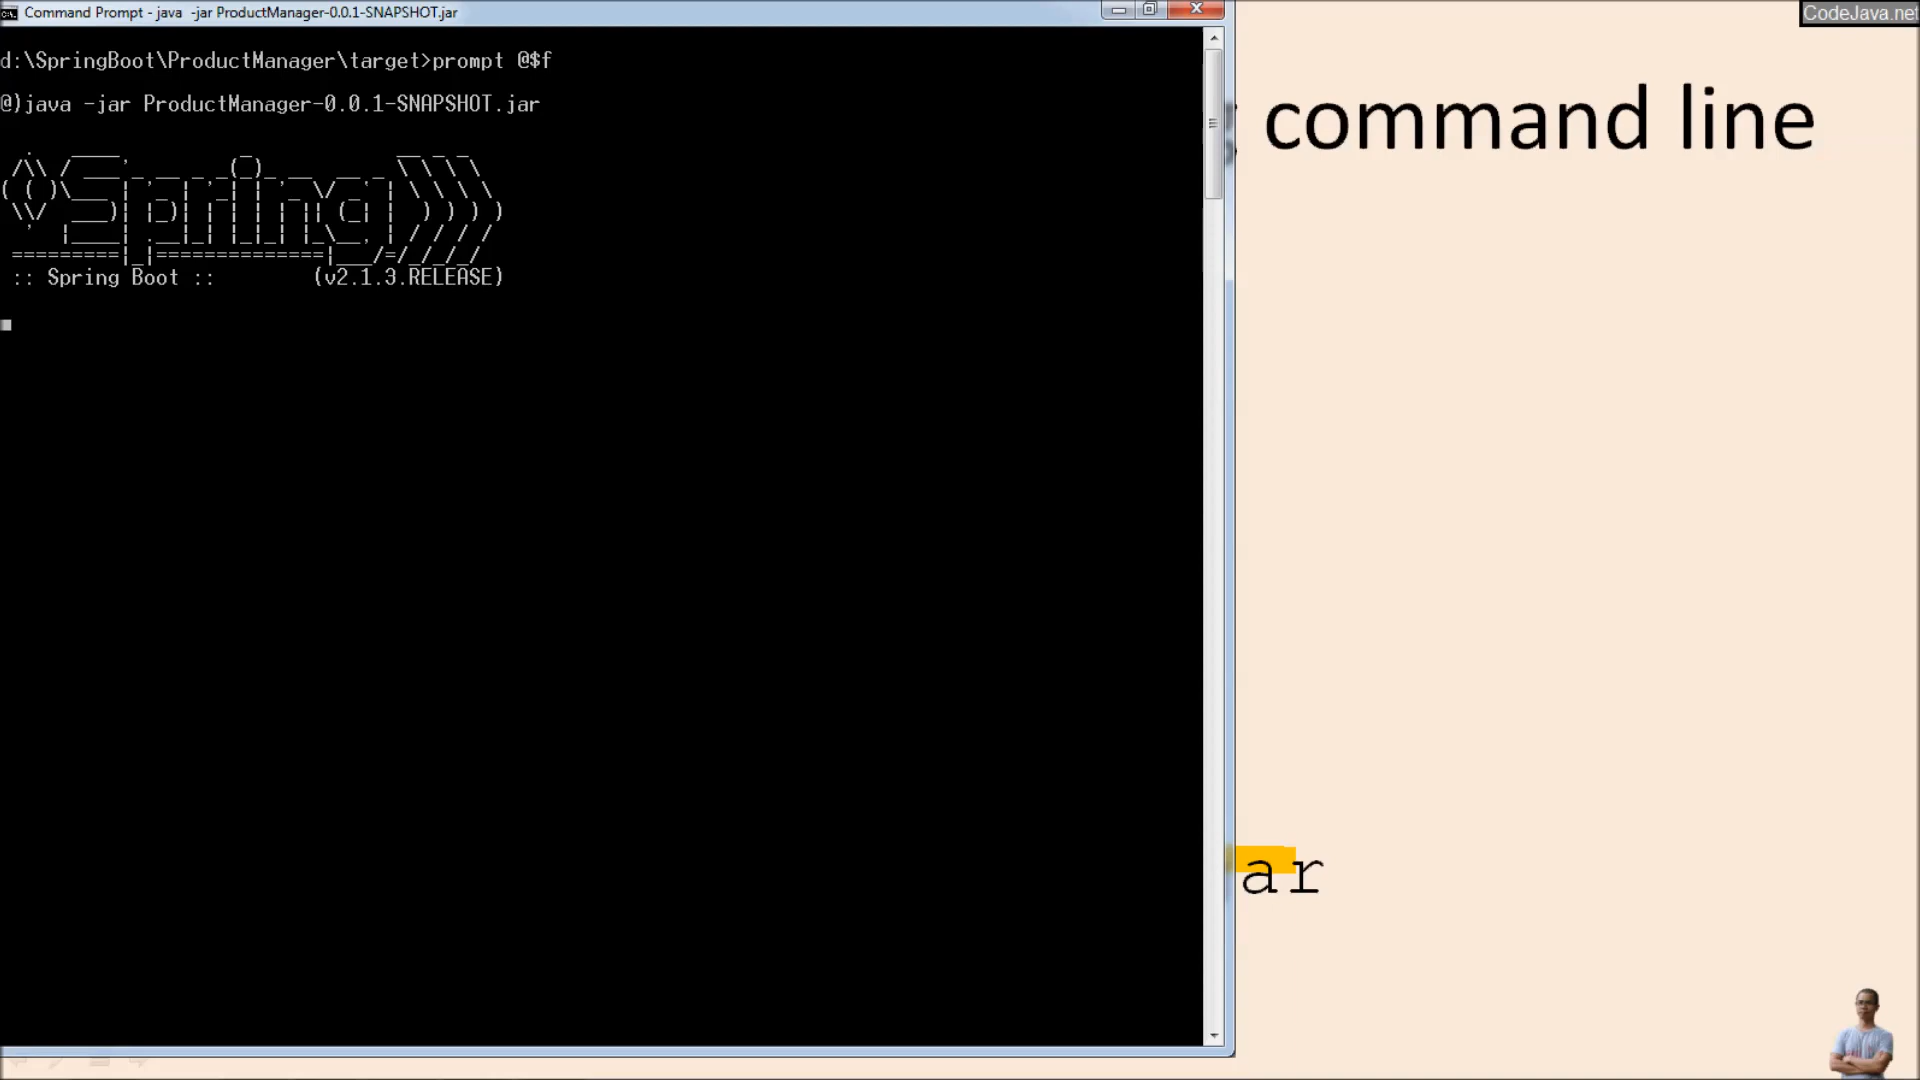 Command Prompt - java  -jar ProductManager-0.0.1-SNAPSHOT.jar
CodeJava.net
d:\SpringBoot\ProductManager\target>prompt @$f
@)java -jar ProductManager-0.0.1-SNAPSHOT.jar
command line
Spring
:: Spring Boot ::        (v2.1.3.RELEASE)
ar